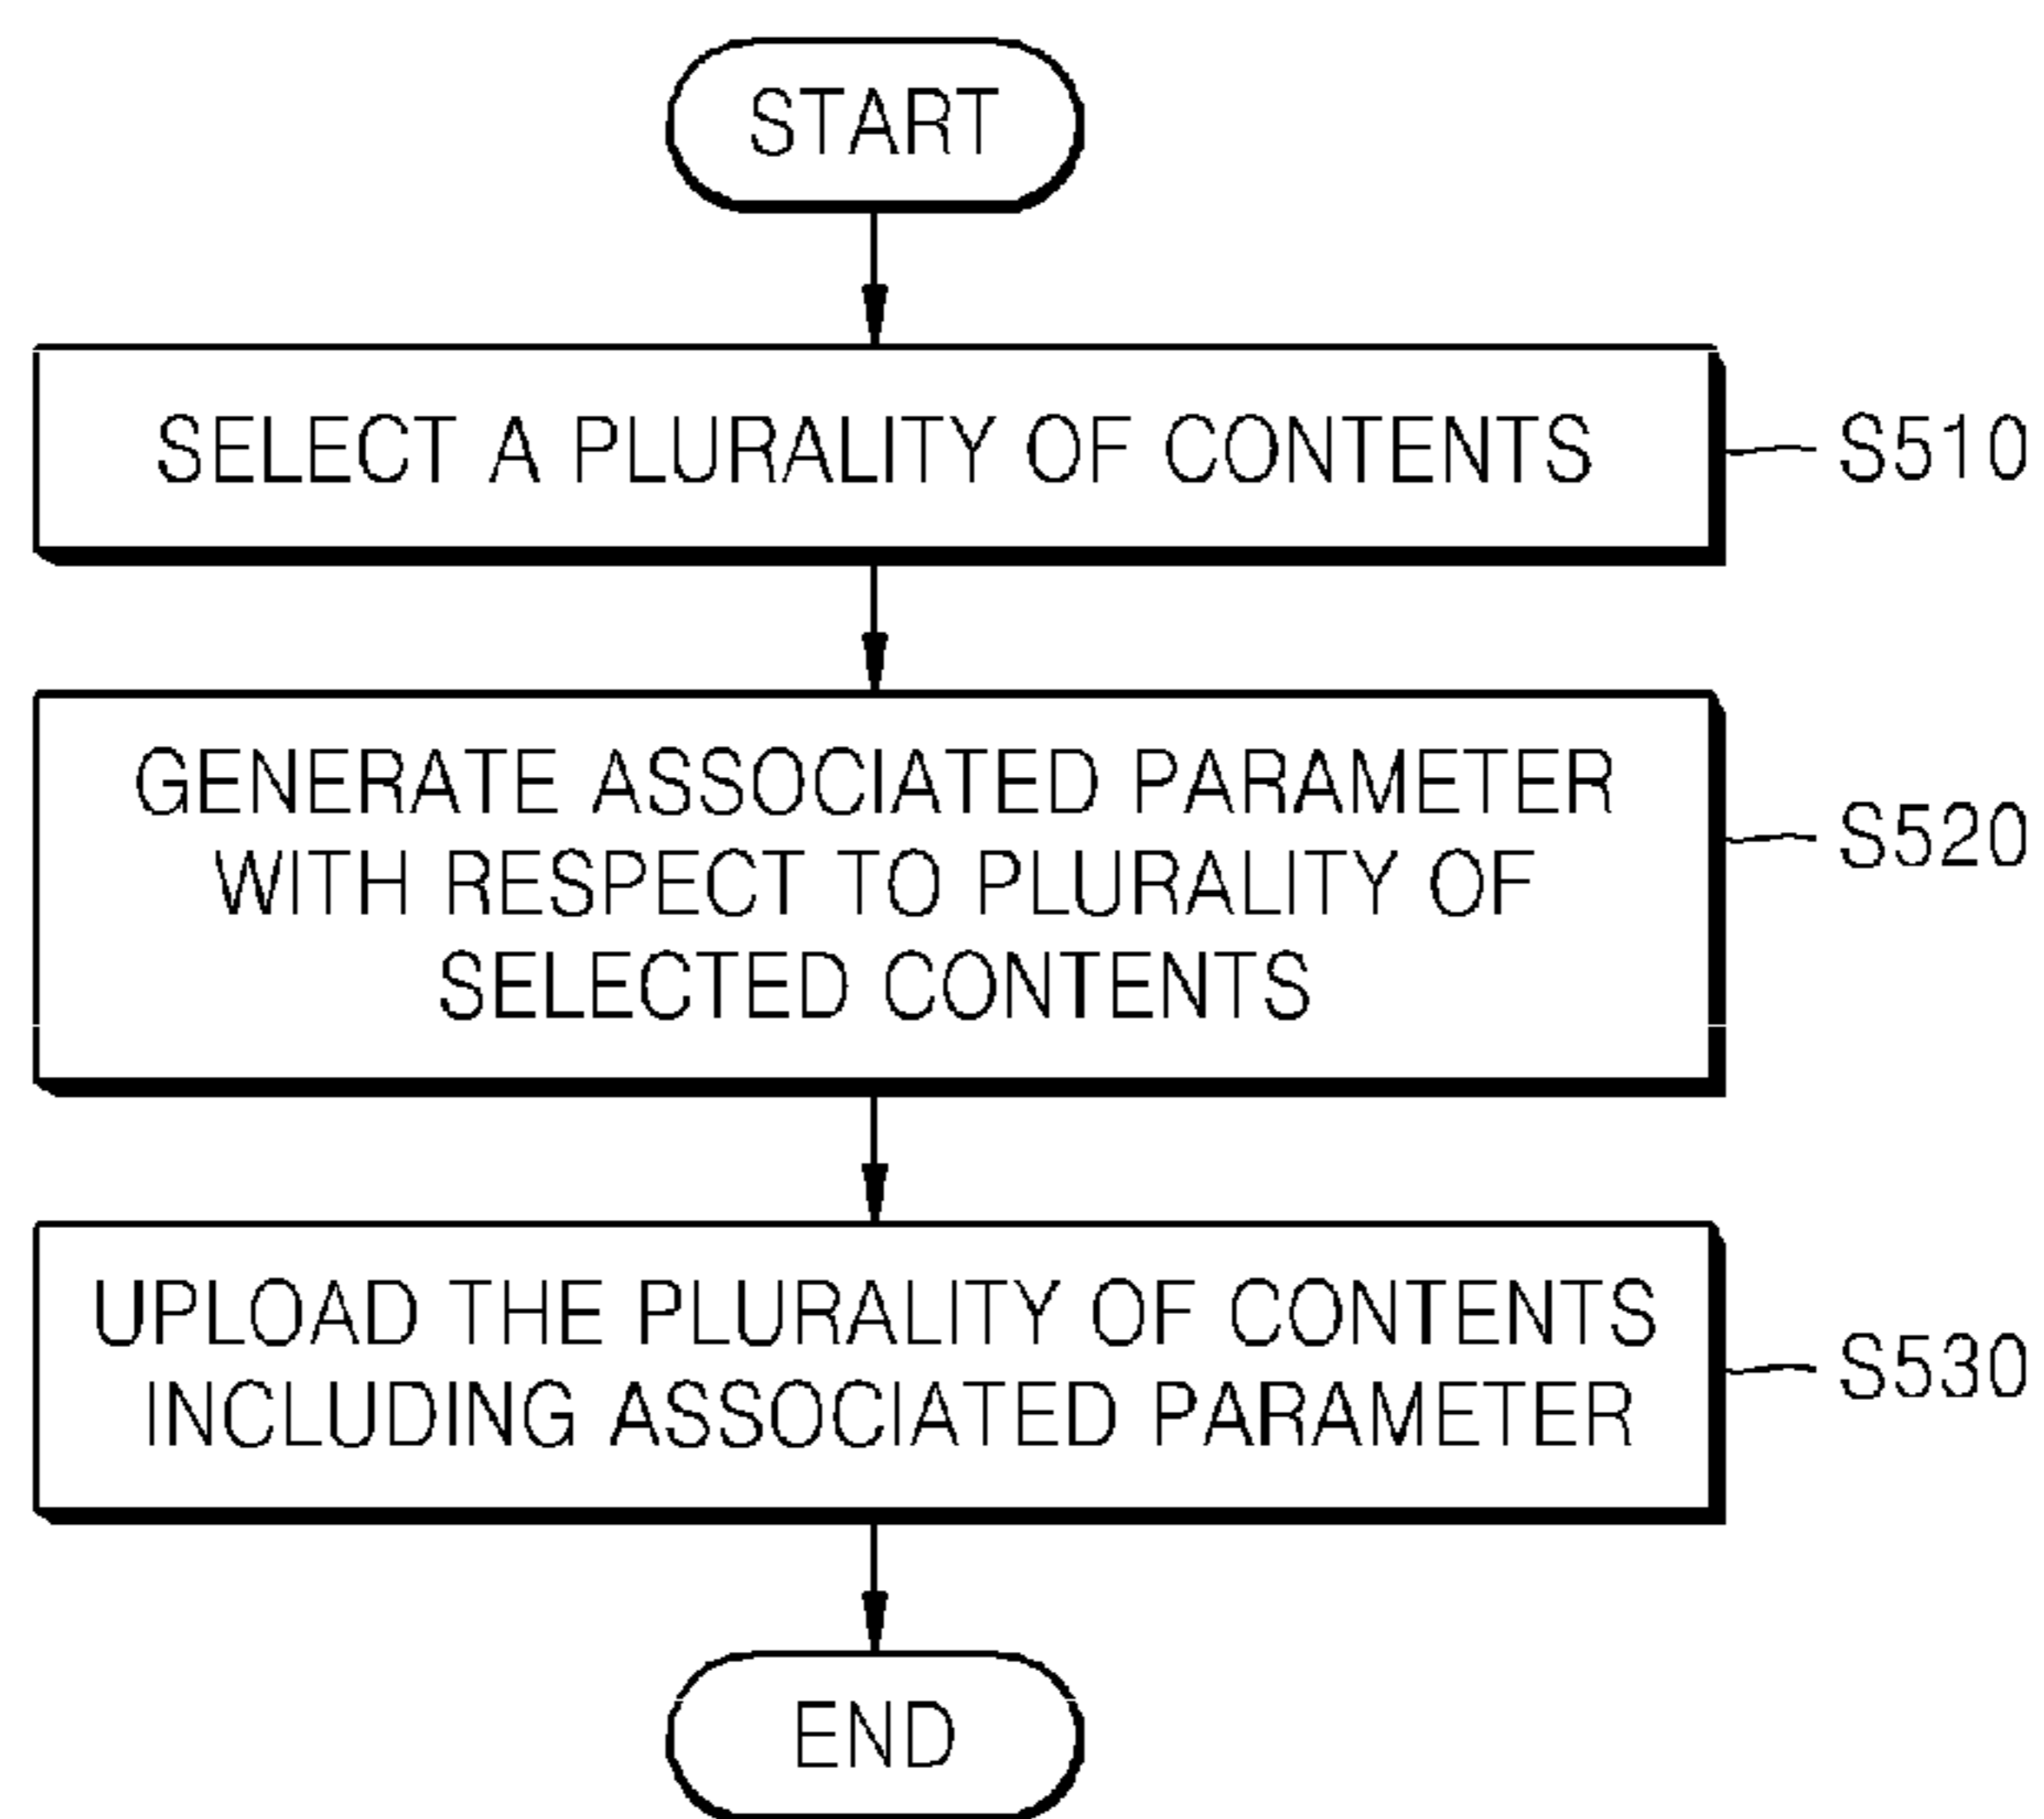 START
SELECT A PLURALITY OF CONTENTS
S510
GENERATE ASSOCIATED PARAMETER
WITH RESPECT TO PLURALITY OF
SELECTED CONTENTS
S520
UPLOAD THE PLURALITY OF CONTENTS
INCLUDING ASSOCIATED PARAMETER
S530
END